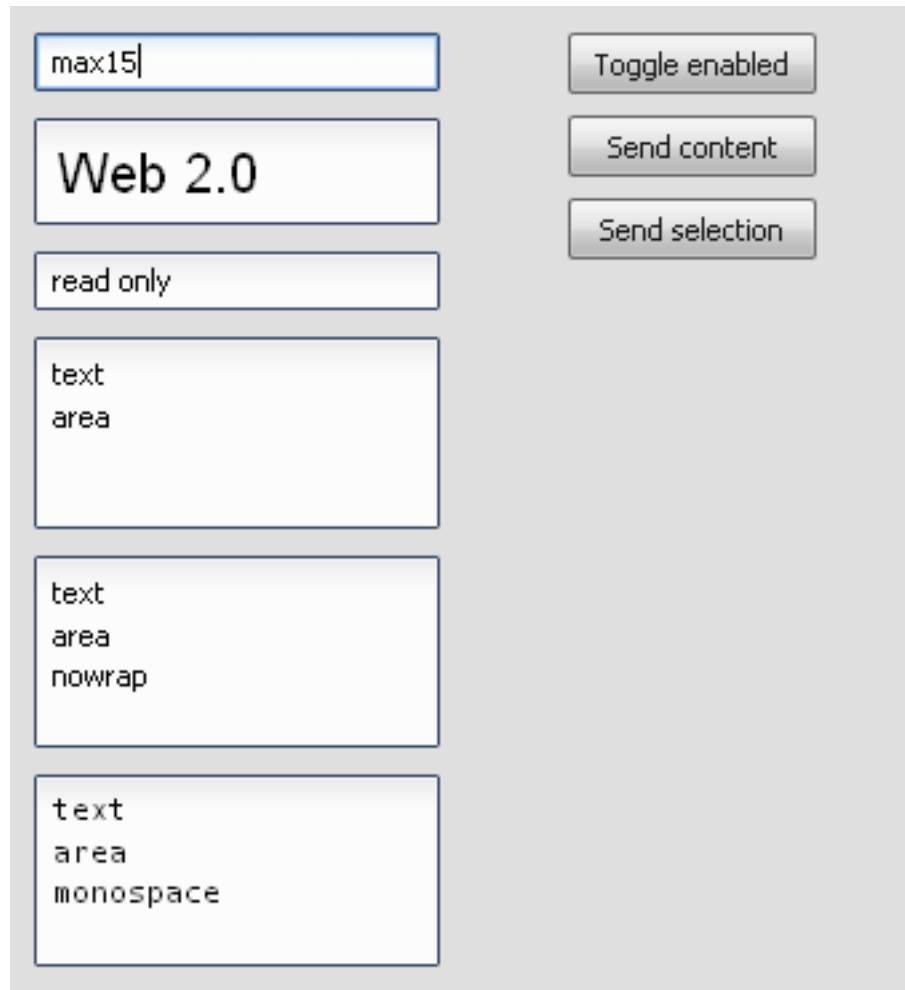 max15
Web 2.0
read only
text
area
text
area
nowrap
text
area
monospace
Toggle enabled
Send content
Send selection